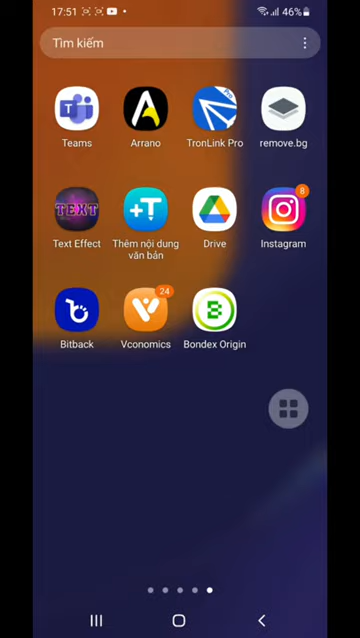 17:51
46%
Tìm kiếm
Teams
Arrano
Pro
TronLink Pro
remove.bg
TEXT
+T
8
Text Effect
Thêm nội dung
văn bản
Drive
Instagram
24
Bitback
Vconomics
Bondex Origin